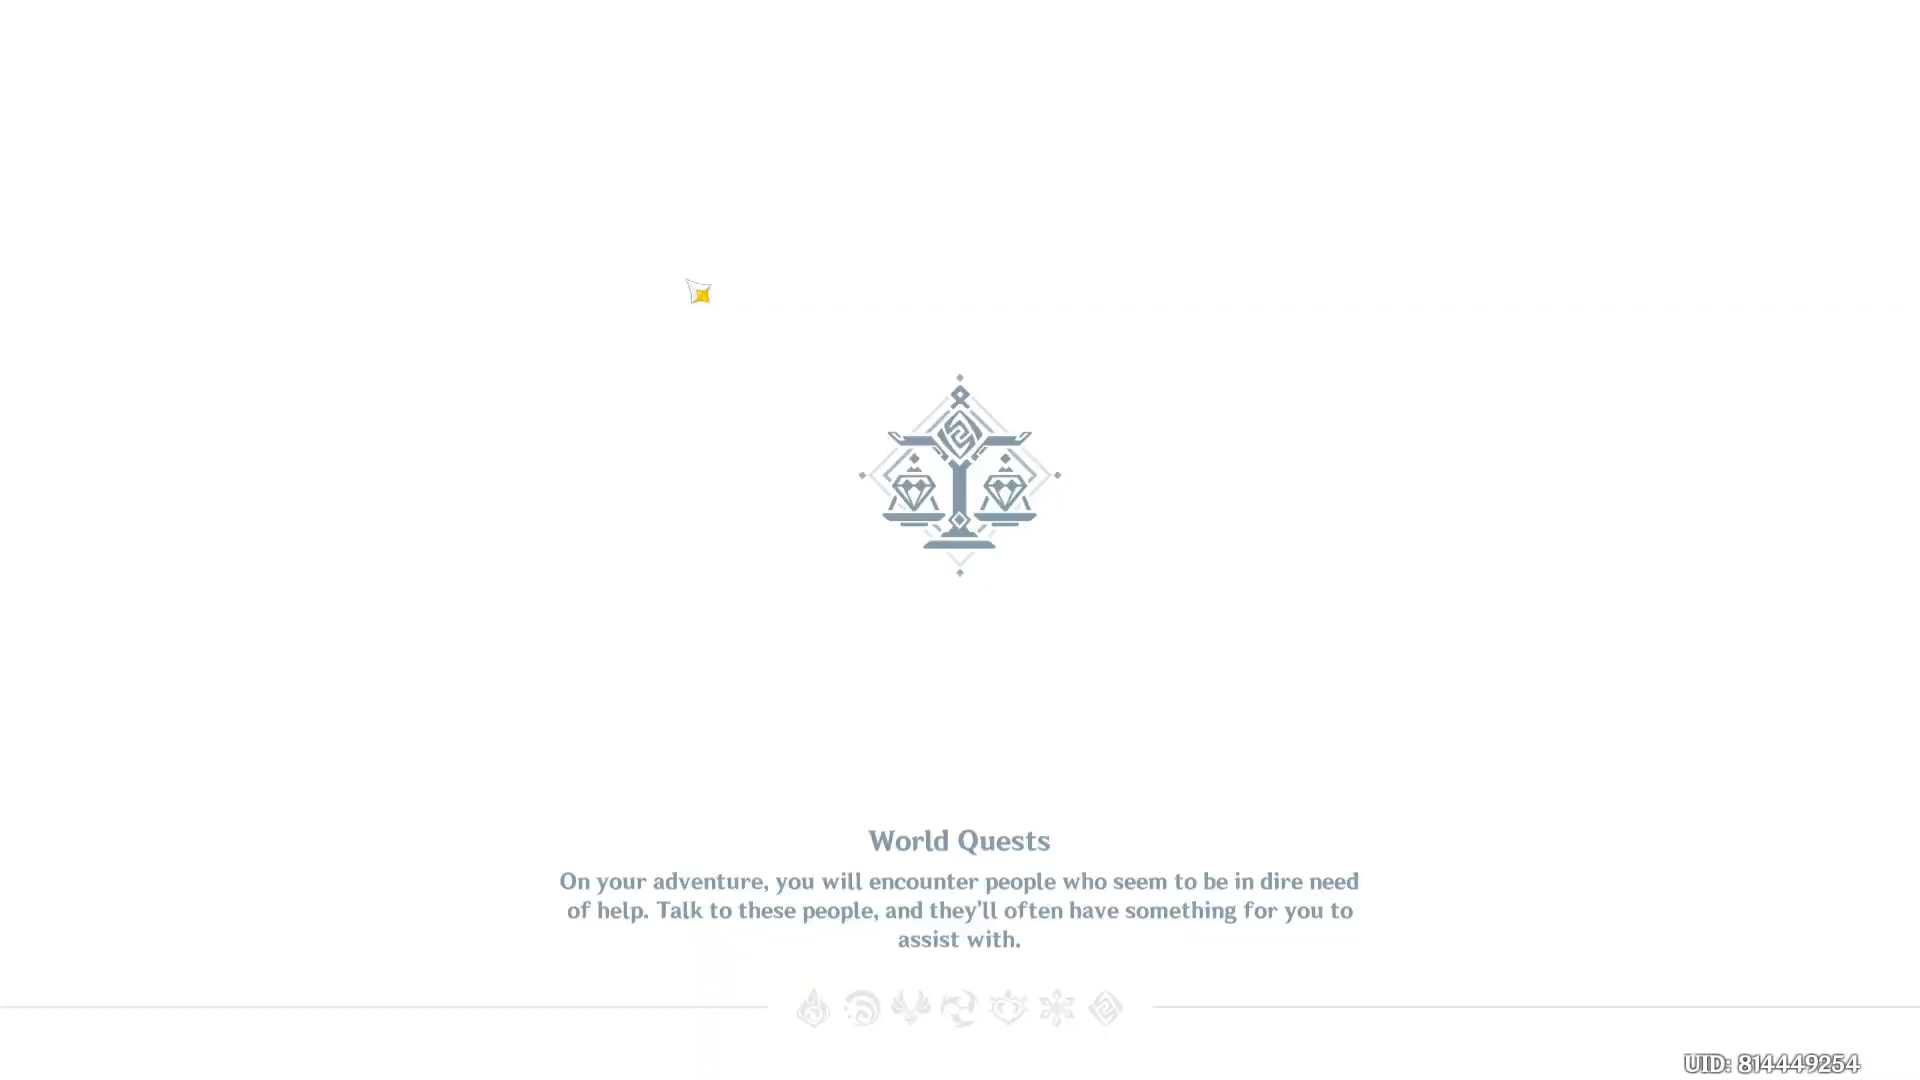 World Quests
On your adventure, you will encounter people who seem to be in dire need
of help. Talk to these people, and they'll often have something for you to
assist with.
UID: 814449254